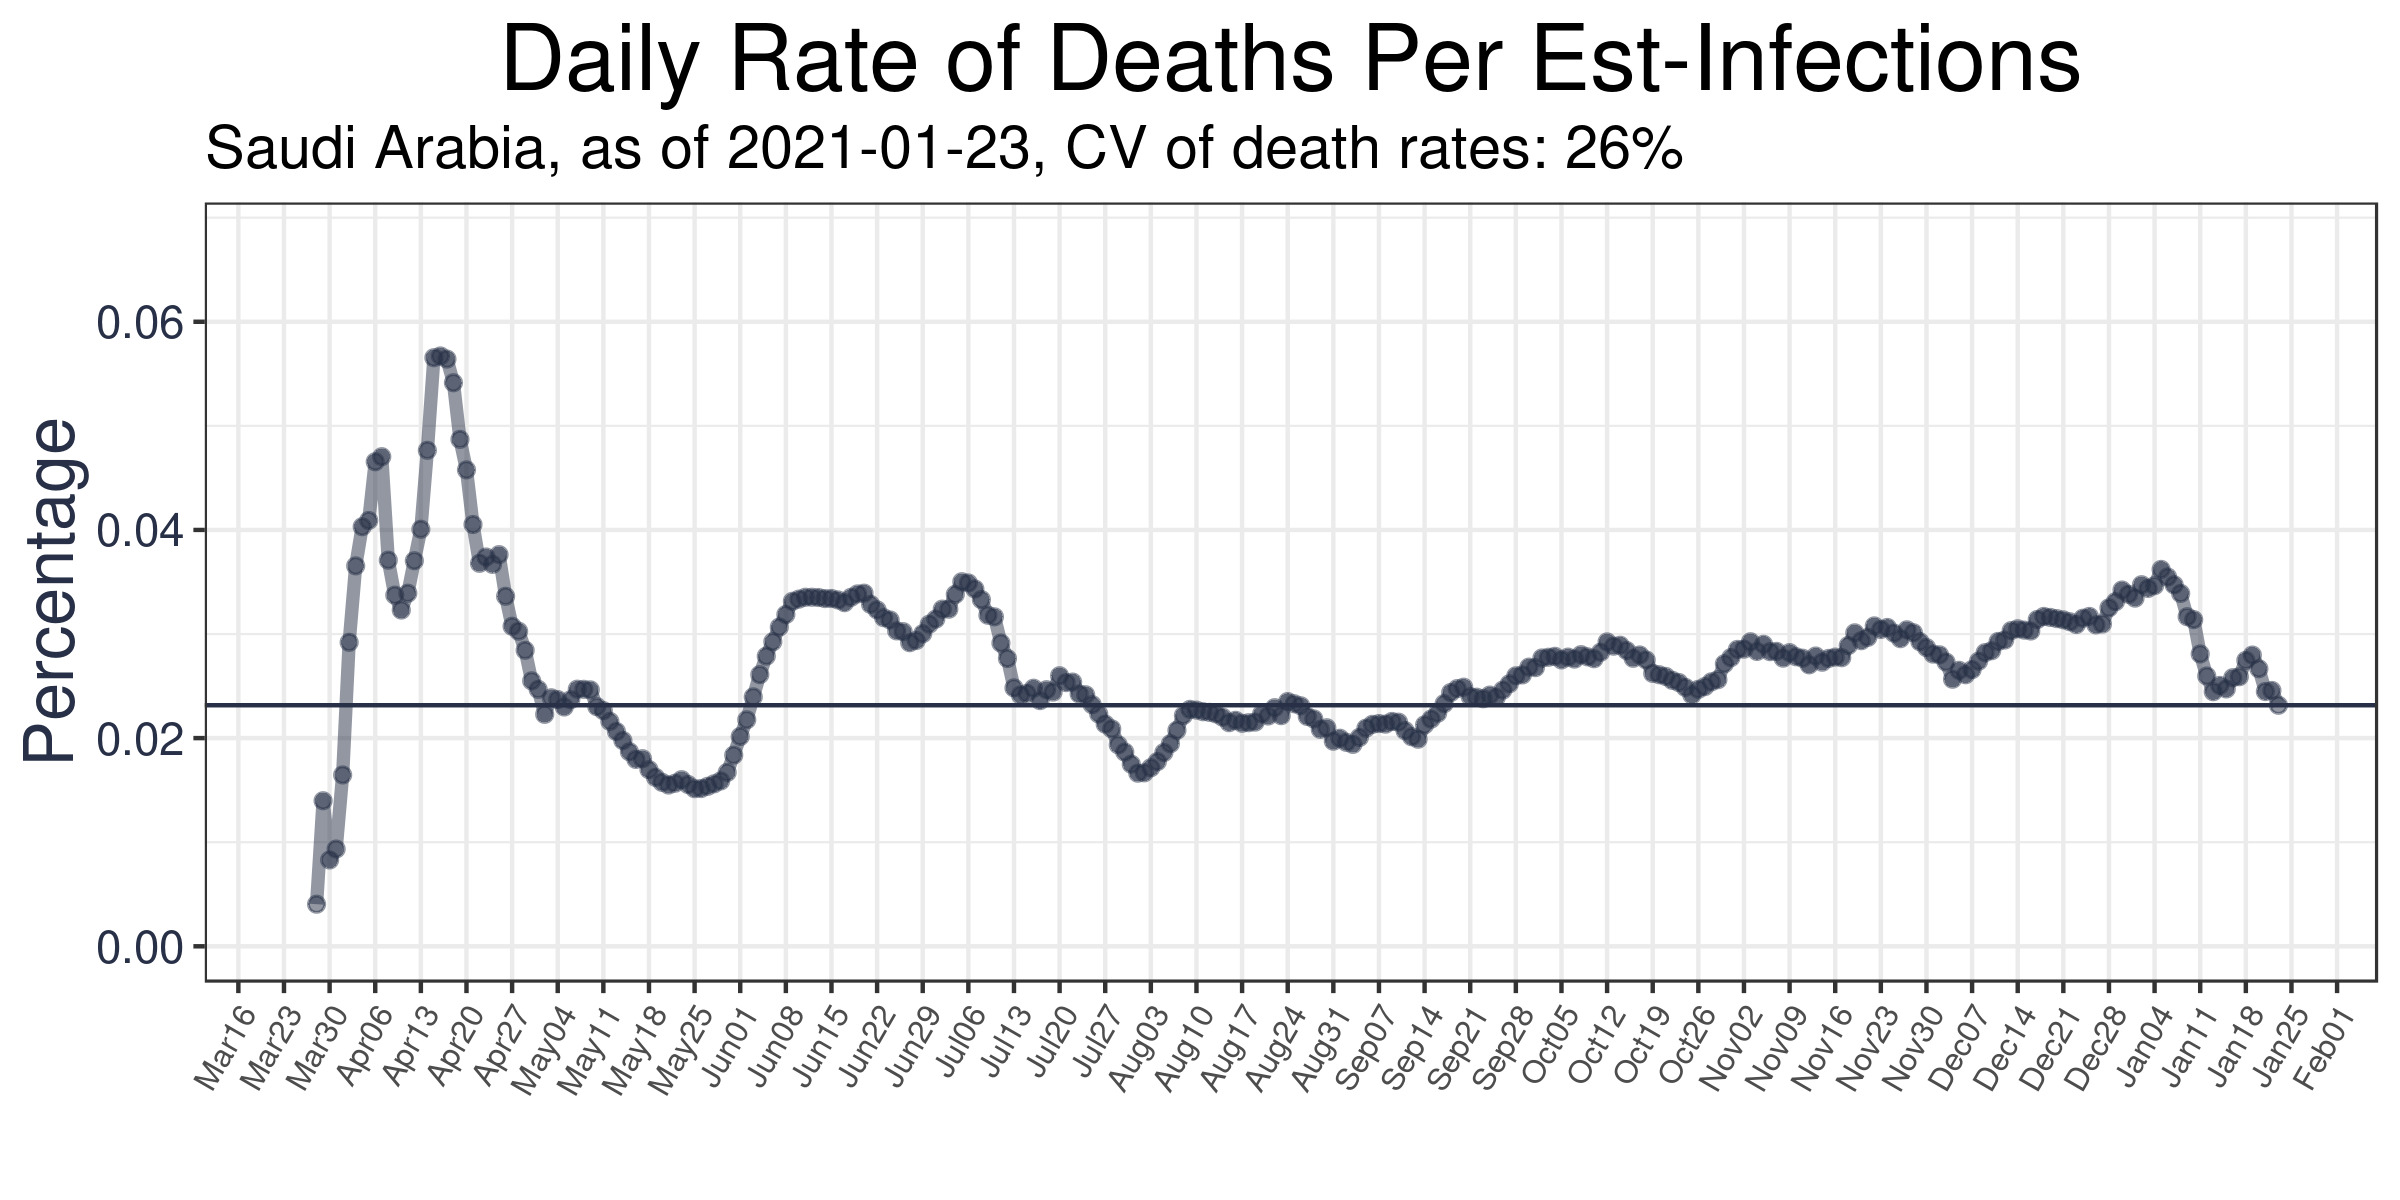 Daily Rate of Deaths Per Est-Infections
Saudi Arabia, as of 2021-01-23, CV of death rates: 26%
Percentage
0.06
0.04
0.02
0.00
Mar16 Mar23 Mar30 Apr06 Apr13 Apr20 Apr27 May04 May11 May18 May25 Jun01 Jun08 Jun15 Jun22 Jun29 Jul06 Jul13 Jul20 Jul27 Aug03 Aug10 Aug17 Aug24 Aug31 Sep07 Sep14 Sep21 Sep28 Oct05 Oct12 Oct19 Oct26 Nov02 Nov09 Nov16 Nov23 Nov30 Dec07 Dec14 Dec21 Dec28 Jan04 Jan11 Jan18 Jan25 Feb01